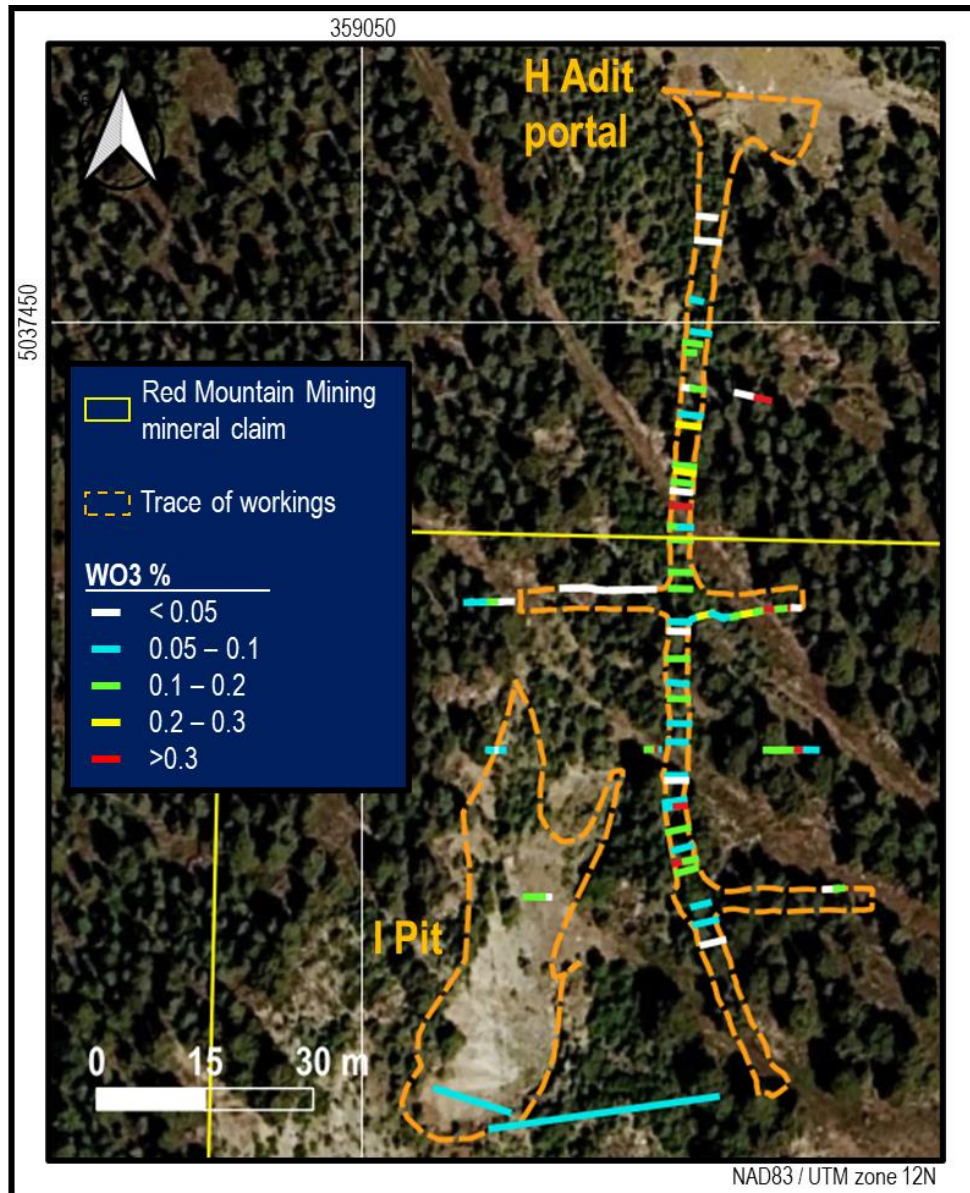 359050
H Adit
portal
5037450
Red Mountain Mining
mineral claim
Trace of workings
WO3 %
< 0.05
0.05 – 0.1
0.1 – 0.2
0.2 – 0.3
>0.3
I Pit
0 15 30 m
NAD83 / UTM zone 12N